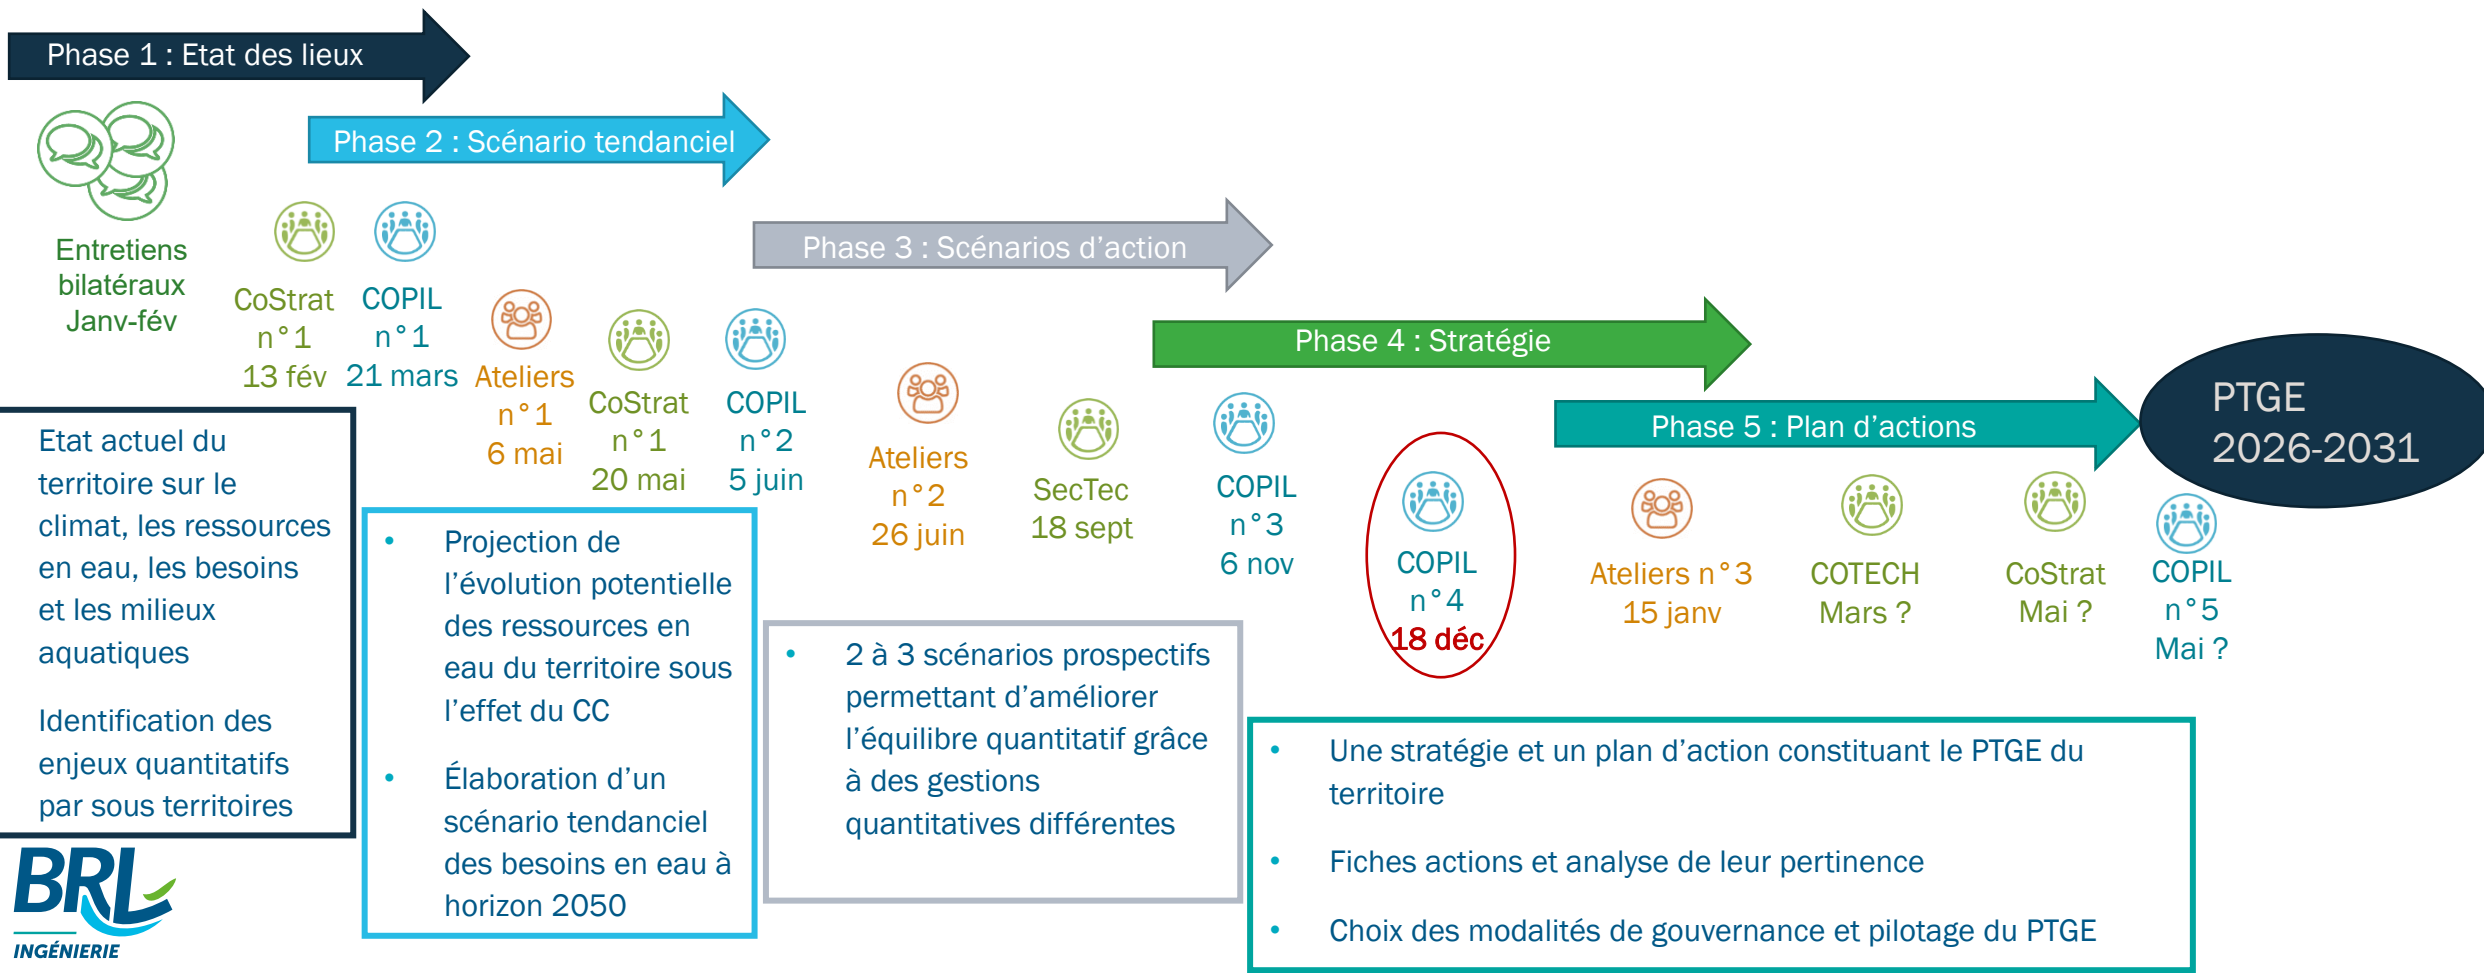 Phase 1 : Etat des lieux
Phase 2 : Scénario tendanciel
Phase 3 : Scénarios d'action
Phase 4 : Stratégie
Phase 5 : Plan d'actions
PTGE
2026-2031
Entretiens
bilatéraux
Janv-fév
CoStrat
n°1
13 fév
COPIL
n°1
21 mars
Ateliers
n°1
6 mai
CoStrat
n°1
20 mai
COPIL
n°2
5 juin
Ateliers
n°2
26 juin
SecTec
18 sept
COPIL
n°3
6 nov
COPIL
n°4
18 déc
Ateliers n°3
15 janv
COTECH
Mars ?
CoStrat
Mai ?
COPIL
n°5
Mai ?
Etat actuel du
territoire sur le
climat, les ressources
en eau, les besoins
et les milieux
aquatiques
Identification des
enjeux quantitatifs
par sous territoires
• Projection de
l'évolution potentielle
des ressources en
eau du territoire sous
l'effet du CC
• Élaboration d'un
scénario tendanciel
des besoins en eau à
horizon 2050
• 2 à 3 scénarios prospectifs
permettant d'améliorer
l'équilibre quantitatif grâce
à des gestions
quantitatives différentes
• Une stratégie et un plan d'action constituant le PTGE du
territoire
• Fiches actions et analyse de leur pertinence
• Choix des modalités de gouvernance et pilotage du PTGE
BRL
INGÉNIERIE